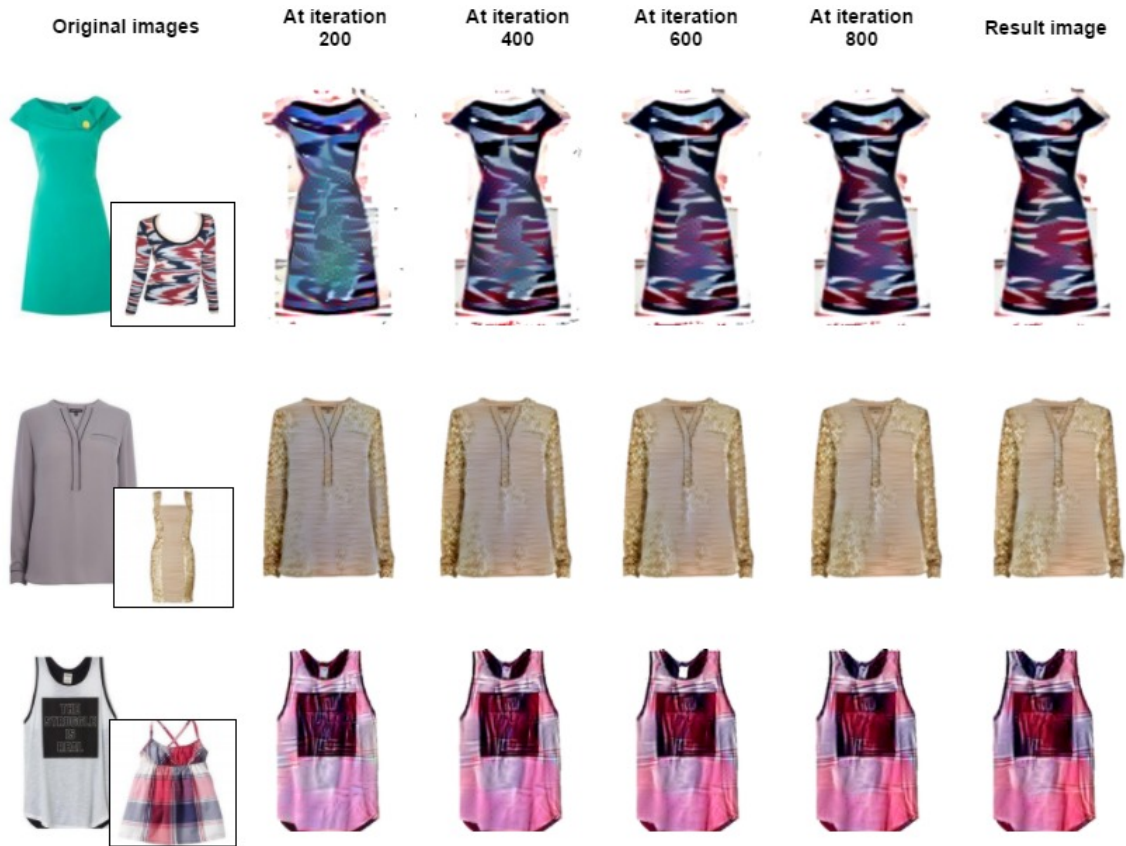 Original images
At iteration
200
At iteration
400
At iteration
600
At iteration
800
Result image
THE
STRUGGLE
IS
REAL